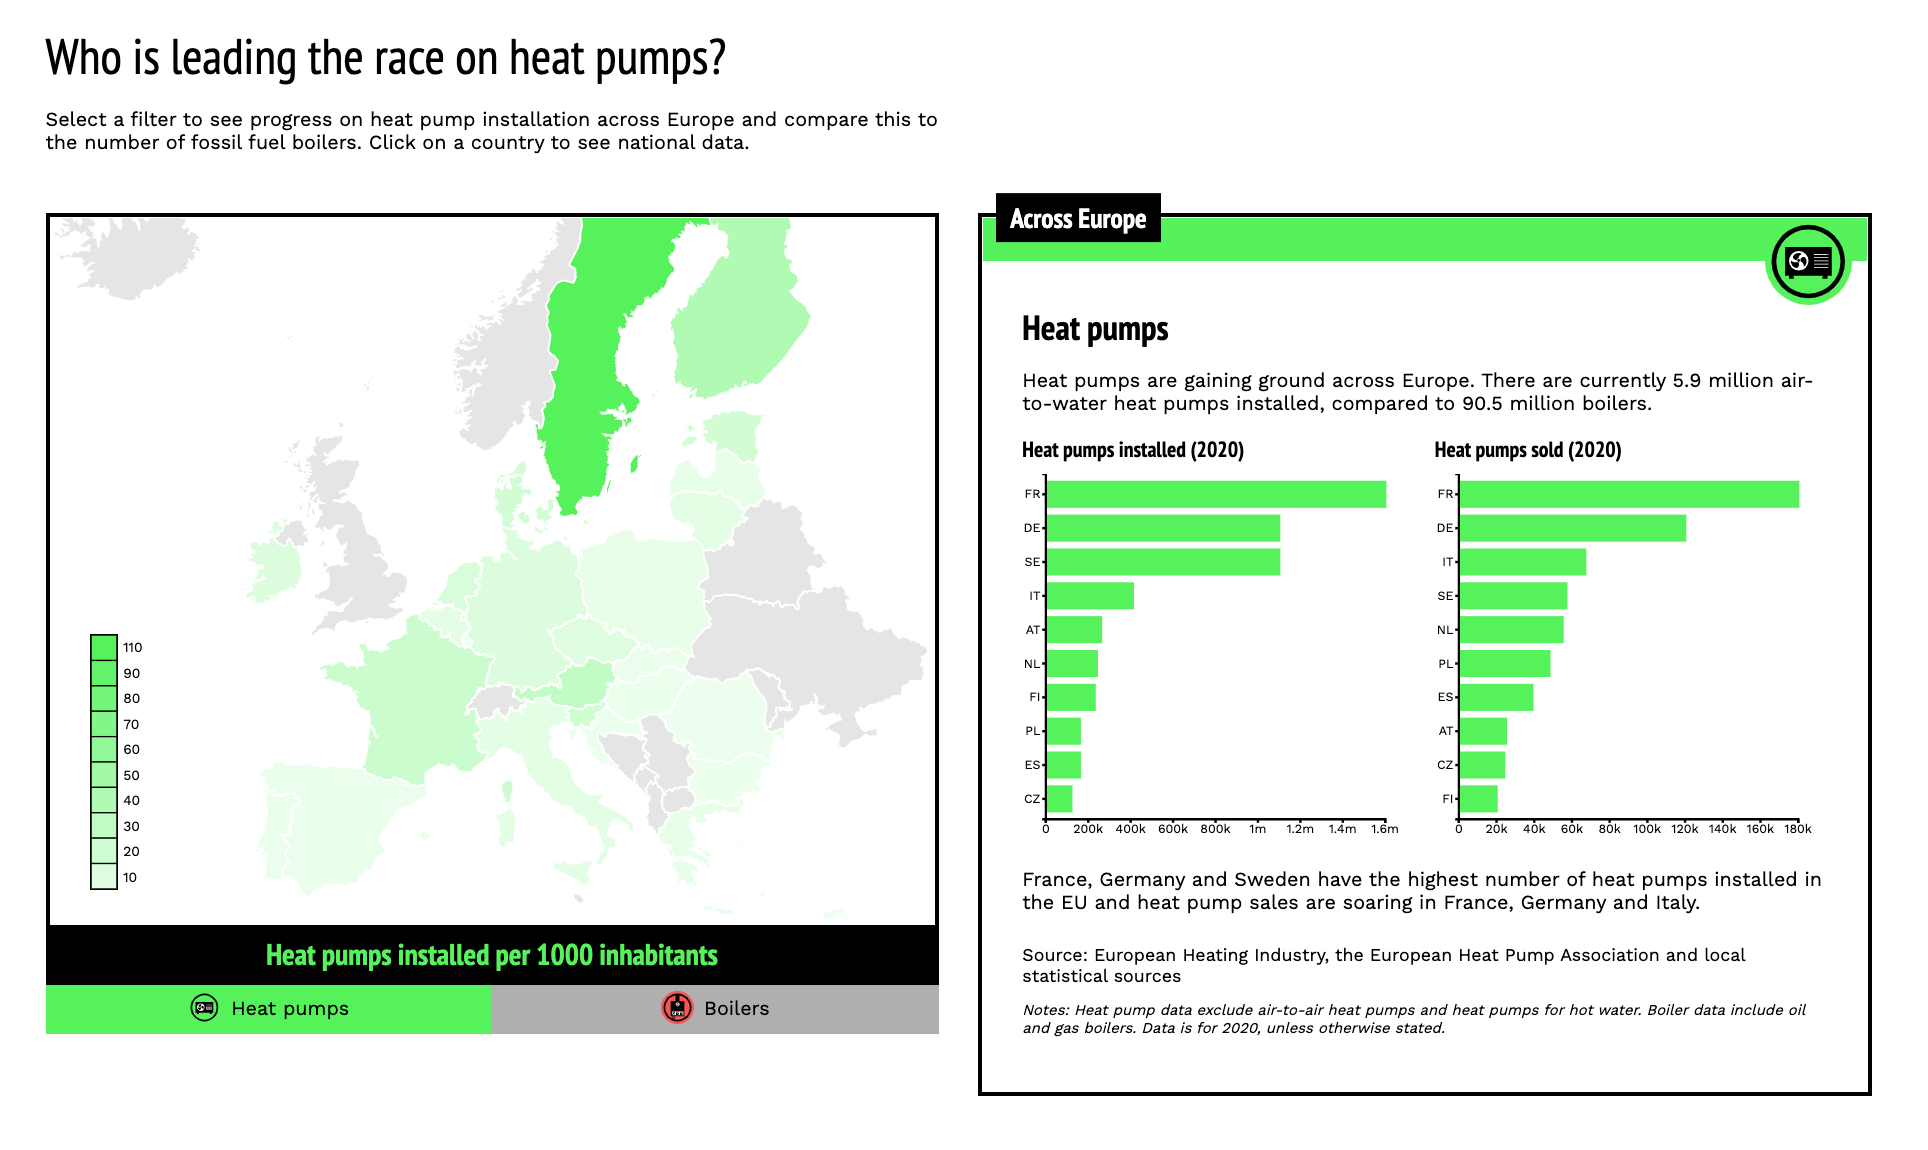 Who is leading the race on heat pumps?
Select a filter to see progress on heat pump installation across Europe and compare this to
the number of fossil fuel boilers. Click on a country to see national data.
110
90
80
70
60
50
40
30
20
10
Heat pumps installed per 1000 inhabitants
Heat pumps
Boilers
Across Europe
Heat pumps
Heat pumps are gaining ground across Europe. There are currently 5.9 million air-
to-water heat pumps installed, compared to 90.5 million boilers.
Heat pumps installed (2020)
FR
DE
SE
IT
AT
NL
FI
PL
ES
CZ
0 200k 400k 600k 800k 1m 1.2m 1.4m 1.6m
Heat pumps sold (2020)
FR
DE
IT
SE
NL
PL
ES
AT
CZ
FI
0 20k 40k 60k 80k 100k 120k 140k 160k 180k
France, Germany and Sweden have the highest number of heat pumps installed in
the EU and heat pump sales are soaring in France, Germany and Italy.
Source: European Heating Industry, the European Heat Pump Association and local
statistical sources
Notes: Heat pump data exclude air-to-air heat pumps and heat pumps for hot water. Boiler data include oil
and gas boilers. Data is for 2020, unless otherwise stated.